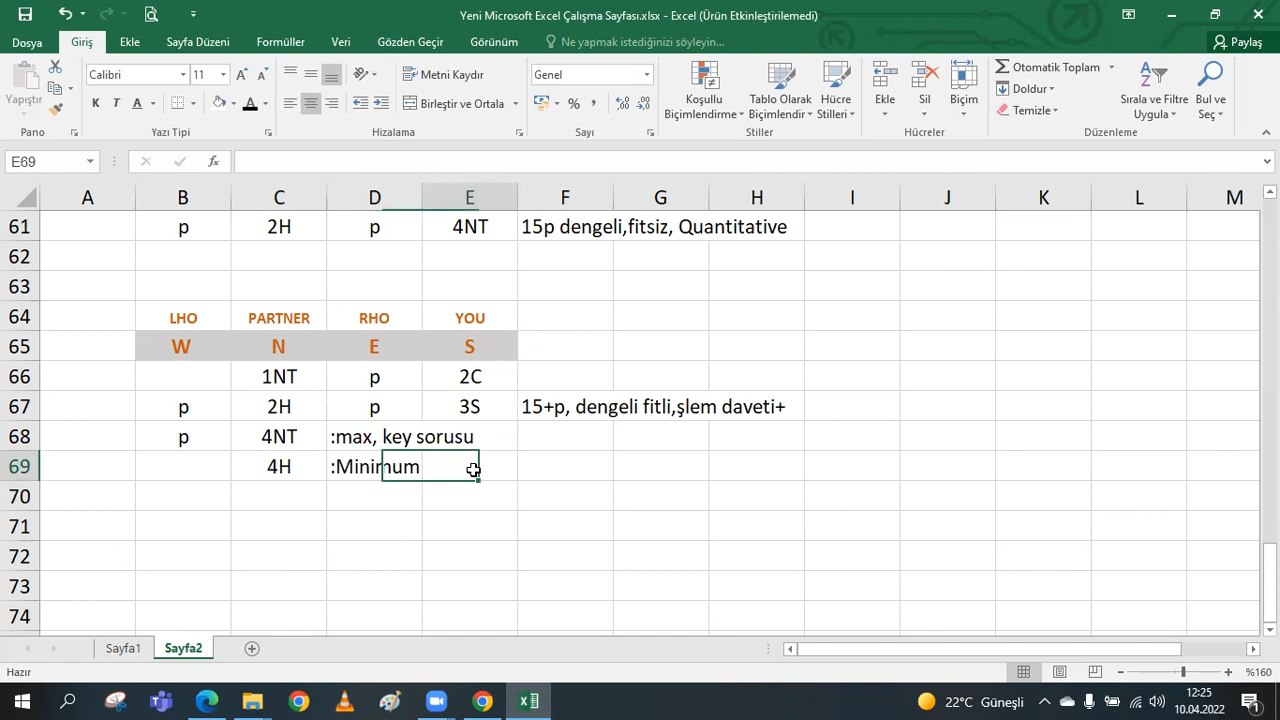 Yeni Microsoft Excel Çalışma Sayfası.xlsx - Excel (Ürün Etkinleştirilemedi)
Dosya Giriş Ekle Sayfa Düzeni Formüller Veri Gözden Geçir Görünüm Ne yapmak istediğinizi söyleyin... Paylaş
Yapıştır
Calibri 11
K T A
Metni Kaydır
Birleştir ve Ortala
Genel
%
Koşullu Biçimlendirme
Tablo Olarak Biçimlendir
Hücre Stilleri
Ekle Sil Biçim
Otomatik Toplam
Doldur
Temizle
Sırala ve Filtre Uygula
Bul ve Seç
Pano Yazı Tipi Hizalama Sayı Stiller Hücreler Düzenleme
E69 fx
A B C D E F G H I J K L M
61 p 2H p 4NT 15p dengeli,fitsiz, Quantitative
62
63
64 LHO PARTNER RHO YOU
65 W N E S
66 1NT p 2C
67 p 2H p 3S 15+p, dengeli fitli,şlem daveti+
68 p 4NT :max, key sorusu
69 4H :Minimum
70
71
72
73
74
Sayfa1 Sayfa2
Hazır %160
22°C Güneşli 12:25
10.04.2022